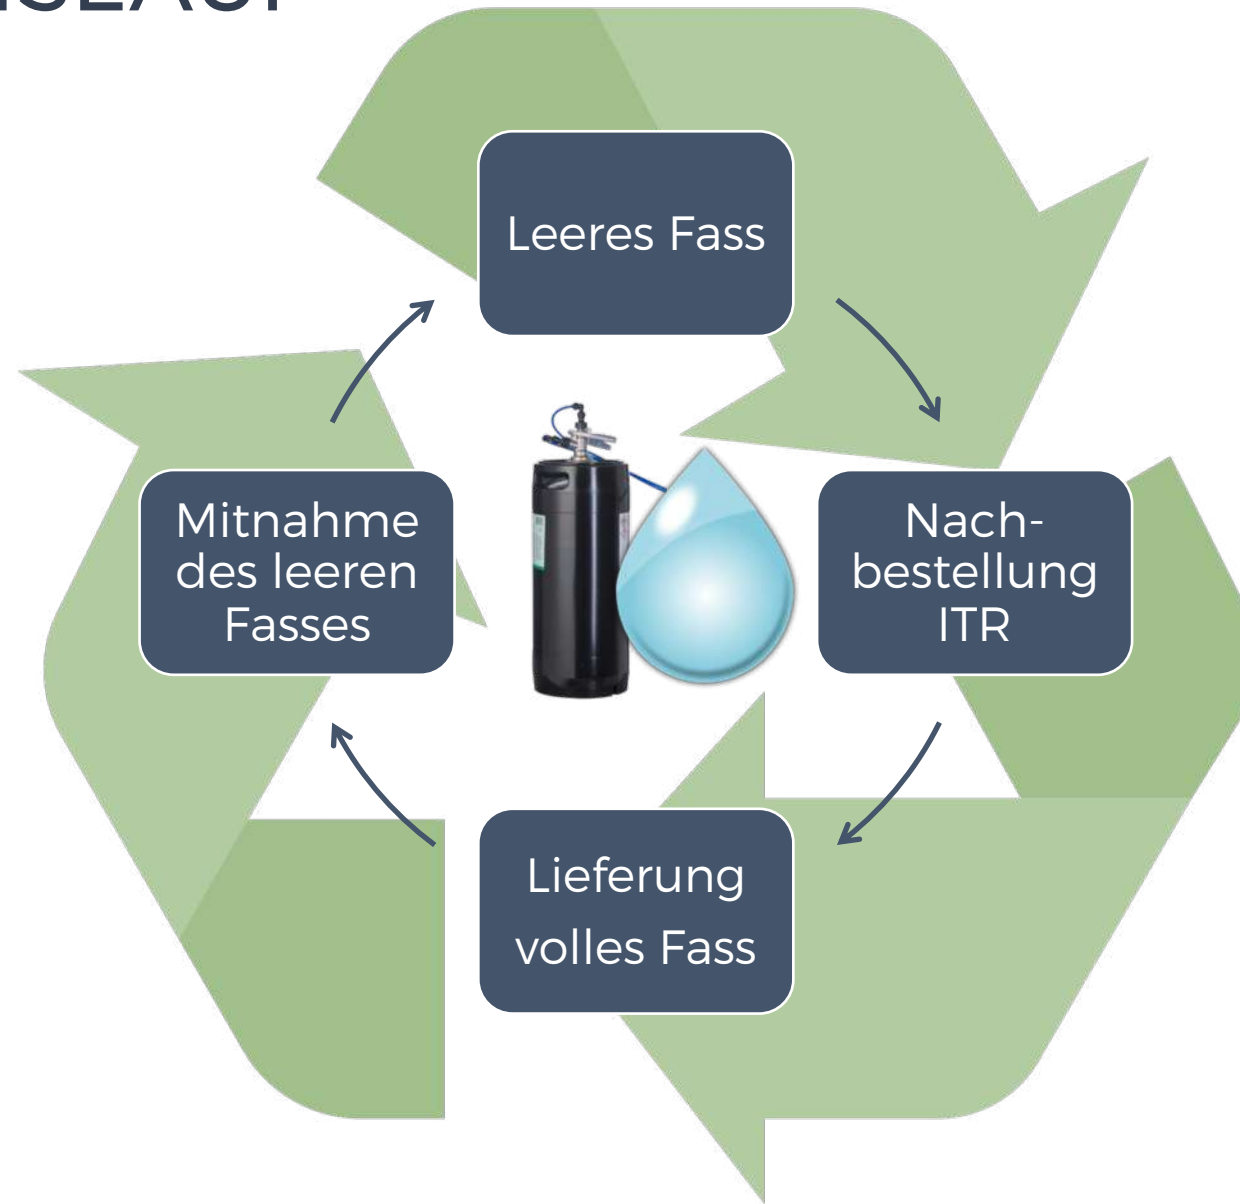 Leeres Fass
Nach-
bestellung
ITR
Lieferung
volles Fass
Mitnahme
des leeren
Fasses